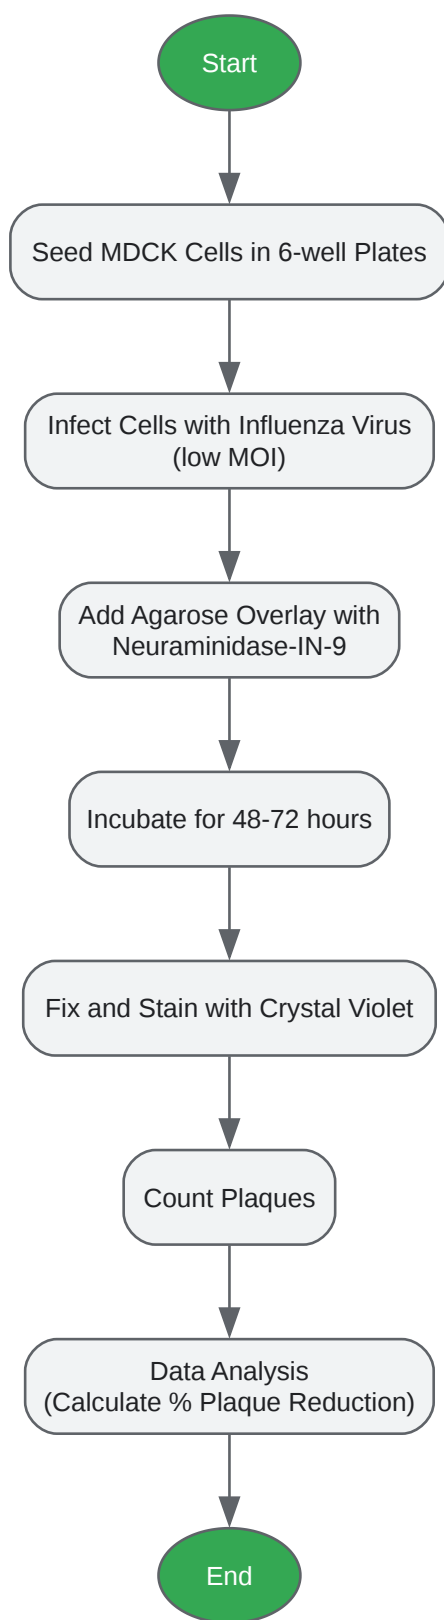 Start
Seed MDCK Cells in 6-well Plates
Infect Cells with Influenza Virus
(low MOI)
Add Agarose Overlay with
Neuraminidase-IN-9
Incubate for 48-72 hours
Fix and Stain with Crystal Violet
Count Plaques
Data Analysis
(Calculate % Plaque Reduction)
End